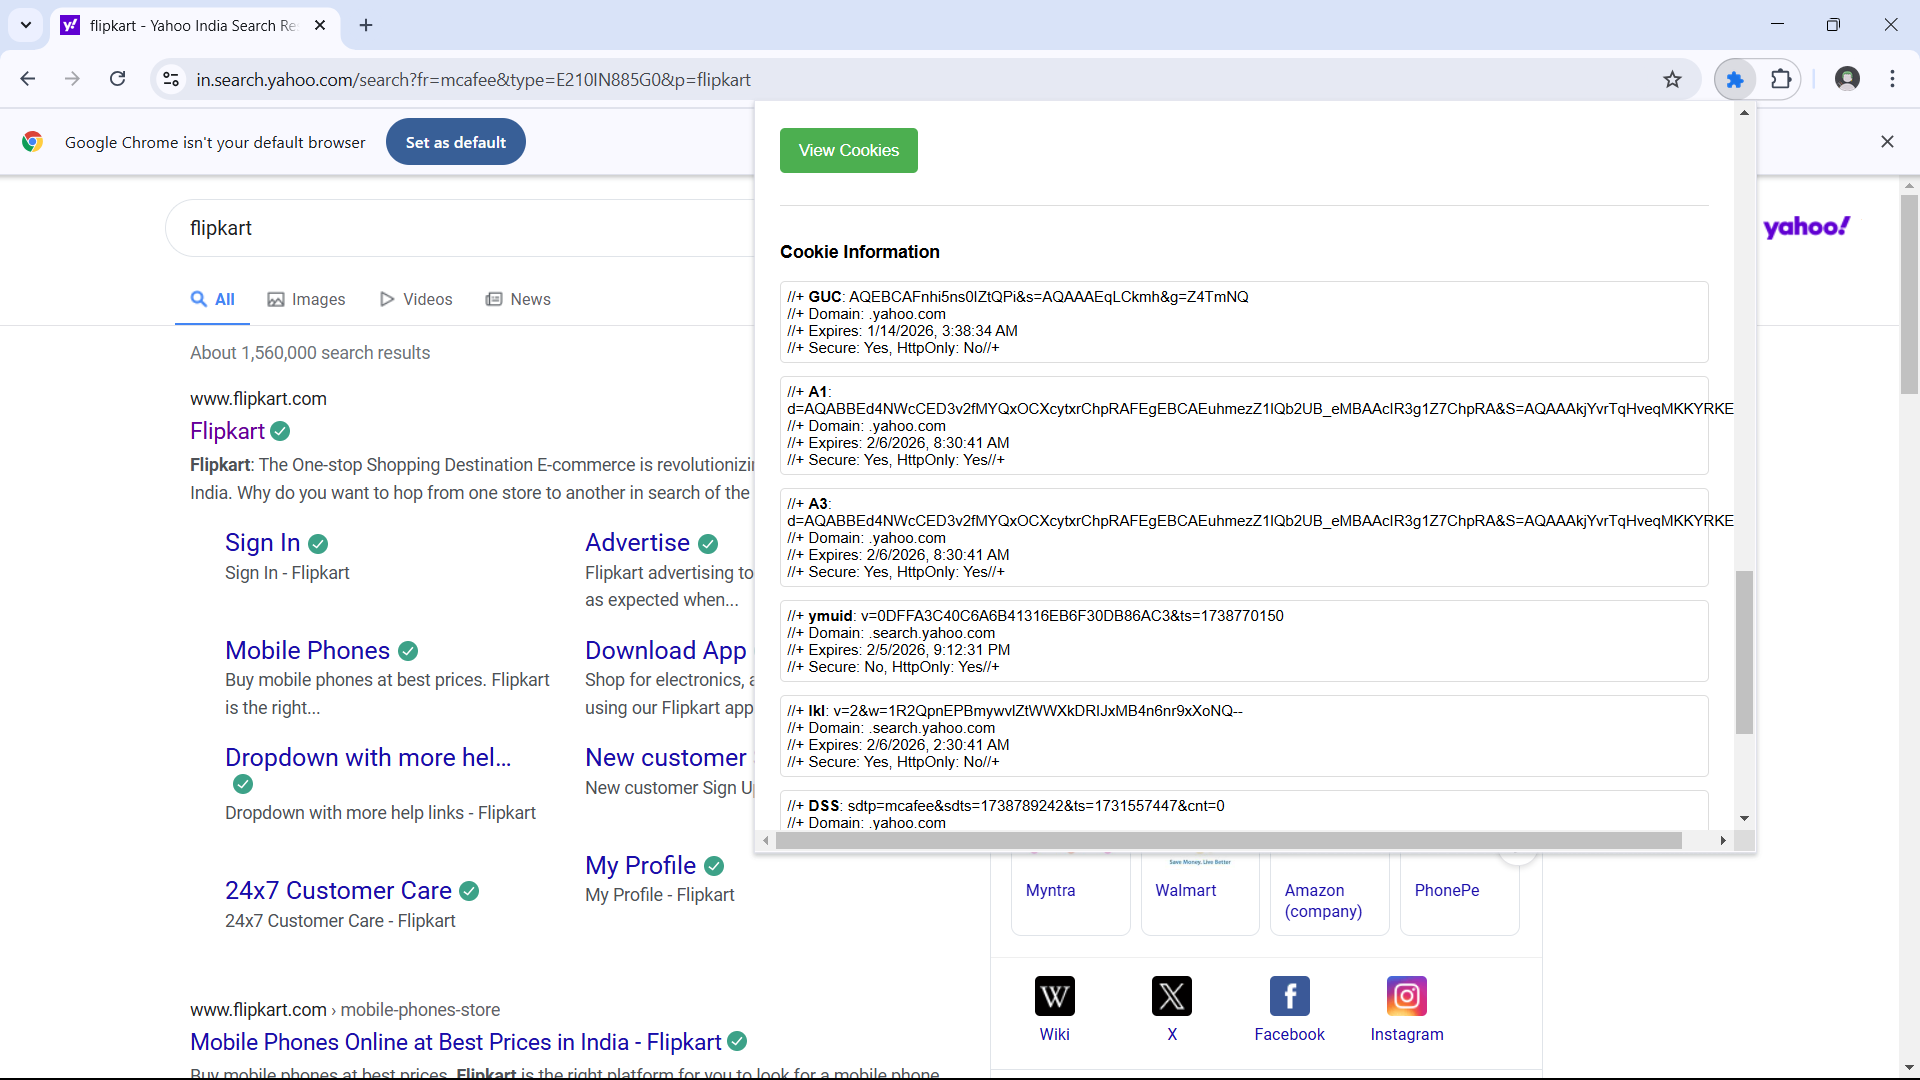 flipkart - Yahoo India Search Re
in.search.yahoo.com/search?fr=mcafee&type=E210IN885G0&p=flipkart
Google Chrome isn't your default browser
Set as default
flipkart
yahoo!
All
Images
Videos
News
About 1,560,000 search results
www.flipkart.com
Flipkart
Flipkart: The One-stop Shopping Destination E-commerce is revolutionizi
India. Why do you want to hop from one store to another in search of the
Sign In
Sign In - Flipkart
Advertise
Flipkart advertising to
as expected when...
Mobile Phones
Buy mobile phones at best prices. Flipkart
is the right...
Download App
Shop for electronics, a
using our Flipkart app
Dropdown with more hel...
Dropdown with more help links - Flipkart
New customer
New customer Sign U
24x7 Customer Care
24x7 Customer Care - Flipkart
My Profile
My Profile - Flipkart
www.flipkart.com › mobile-phones-store
Mobile Phones Online at Best Prices in India - Flipkart
Buy mobile phones at best prices. Flipkart is the right platform for you to look for a mobile phone
View Cookies
Cookie Information
//+ GUC: AQEBCAFnhi5ns0IZtQPi&s=AQAAAEqLCkmh&g=Z4TmNQ
//+ Domain: .yahoo.com
//+ Expires: 1/14/2026, 3:38:34 AM
//+ Secure: Yes, HttpOnly: No//+
//+ A1:
d=AQABBEd4NWcCED3v2fMYQxOCXcytxrChpRAFEgEBCAEuhmezZ1lQb2UB_eMBAAcIR3g1Z7ChpRA&S=AQAAAkjYvrTqHveqMKKYRKE
//+ Domain: .yahoo.com
//+ Expires: 2/6/2026, 8:30:41 AM
//+ Secure: Yes, HttpOnly: Yes//+
//+ A3:
d=AQABBEd4NWcCED3v2fMYQxOCXcytxrChpRAFEgEBCAEuhmezZ1lQb2UB_eMBAAcIR3g1Z7ChpRA&S=AQAAAkjYvrTqHveqMKKYRKE
//+ Domain: .yahoo.com
//+ Expires: 2/6/2026, 8:30:41 AM
//+ Secure: Yes, HttpOnly: Yes//+
//+ ymuid: v=0DFFA3C40C6A6B41316EB6F30DB86AC3&ts=1738770150
//+ Domain: .search.yahoo.com
//+ Expires: 2/5/2026, 9:12:31 PM
//+ Secure: No, HttpOnly: Yes//+
//+ lkl: v=2&w=1R2QpnEPBmywvlZtWWXkDRIJxMB4n6nr9xXoNQ--
//+ Domain: .search.yahoo.com
//+ Expires: 2/6/2026, 2:30:41 AM
//+ Secure: Yes, HttpOnly: No//+
//+ DSS: sdtp=mcafee&sdts=1738789242&ts=1731557447&cnt=0
//+ Domain: .yahoo.com
Save Money. Live Better
Myntra
Walmart
Amazon
(company)
PhonePe
Wiki
X
Facebook
Instagram